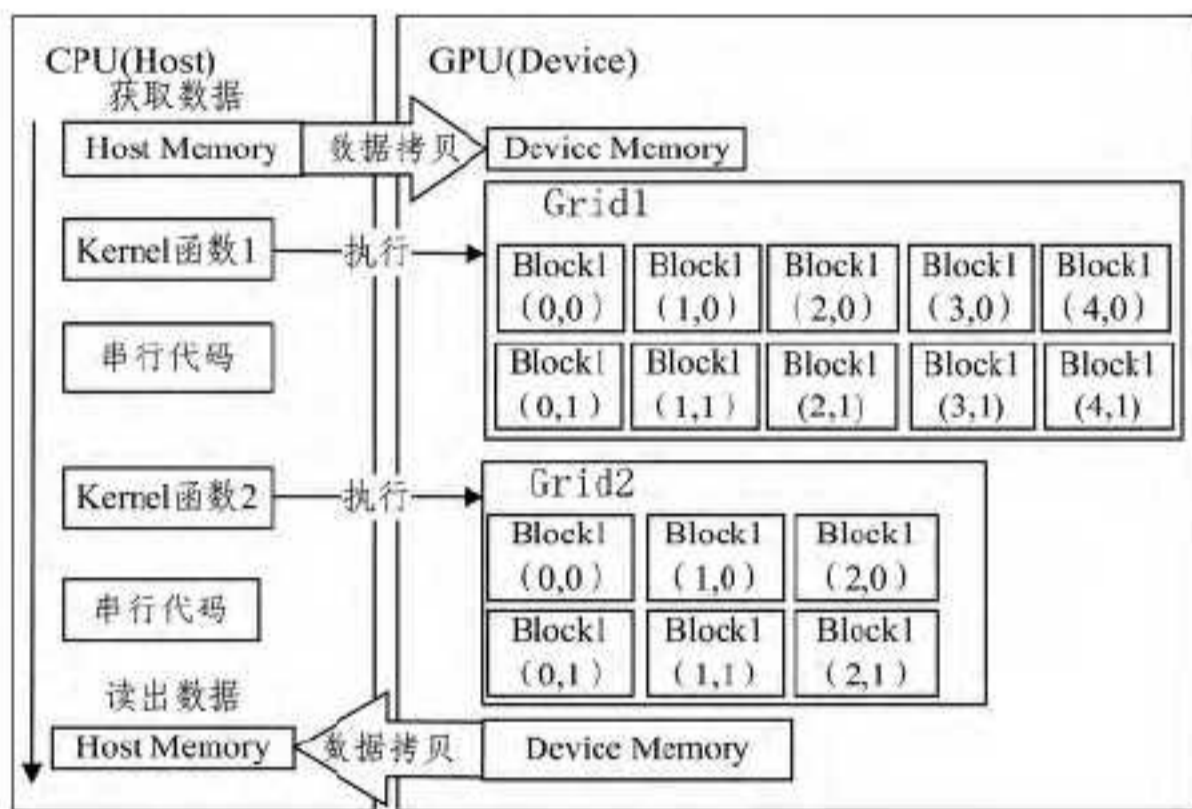 CPU(Host)
GPU(Device)
获取数据
Host Memory
数据拷贝
Device Memory
Grid1
Kernel函数1
执行
Block1
Block1
Block1
Block1
Block1
(0,0)
(1,0)
(2,0)
(3,0)
(4,0)
串行代码
Block1
Block1
Block1
Block1
Block1
(0,1)
(1,1)
(2,1)
(3,1)
(4,1)
Kernel函数2
执行
Grid2
Block1
Block1
Block1
(0,0)
(1,0)
(2,0)
串行代码
Block1
Block1
Block1
(0,1)
(1,1)
(2,1)
读出数据
Host Memory
数据拷贝
Device Memory